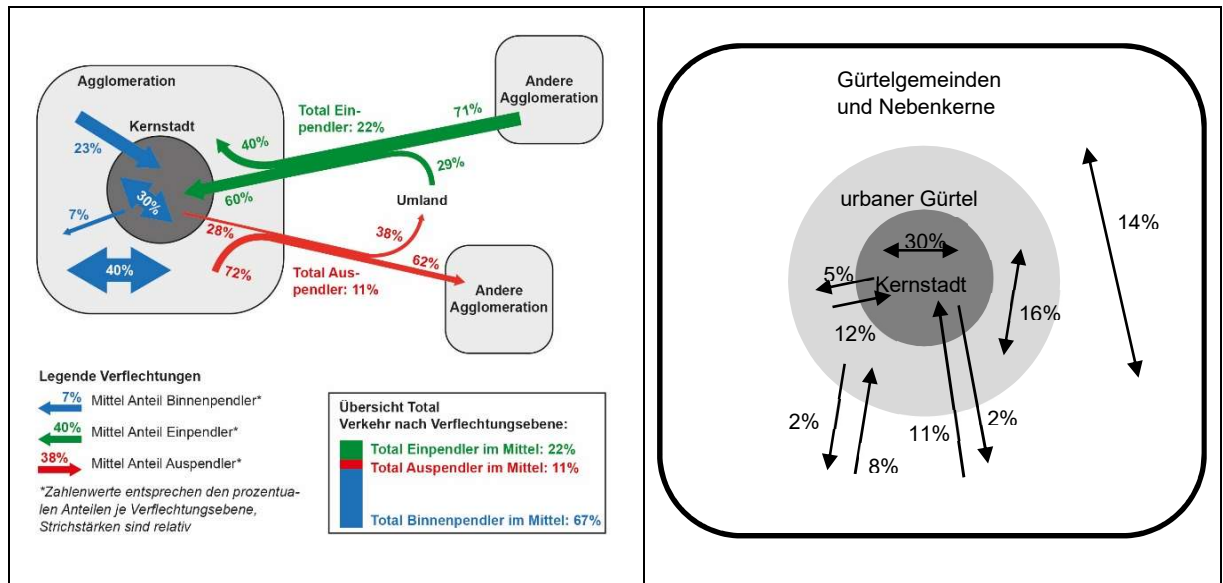 Agglomeration
Kernstadt
23%
30%
7%
40%
Total Ein-
pendler: 22%
71%
40%
60%
29%
Andere
Agglomeration
Umland
28%
38%
72%
62%
Total Aus-
pendler: 11%
Andere
Agglomeration
Legende Verflechtungen
7% Mittel Anteil Binnenpendler*
40% Mittel Anteil Einpendler*
38% Mittel Anteil Auspendler*
*Zahlenwerte entsprechen den prozentua-
len Anteilen je Verflechtungsebene,
Strichstärken sind relativ
Übersicht Total
Verkehr nach Verflechtungsebene:
Total Einpendler im Mittel: 22%
Total Auspendler im Mittel: 11%
Total Binnenpendler im Mittel: 67%
Gürtelgemeinden
und Nebenkerne
urbaner Gürtel
30%
14%
5%
Kernstadt
16%
12%
2%
11%
2%
8%